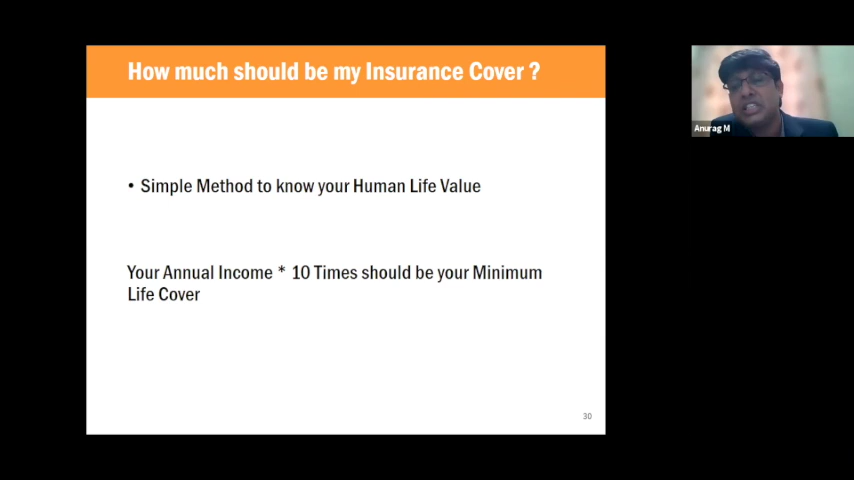 How much should be my Insurance Cover ?
Anurag M
• Simple Method to know your Human Life Value
Your Annual Income * 10 Times should be your Minimum
Life Cover
30